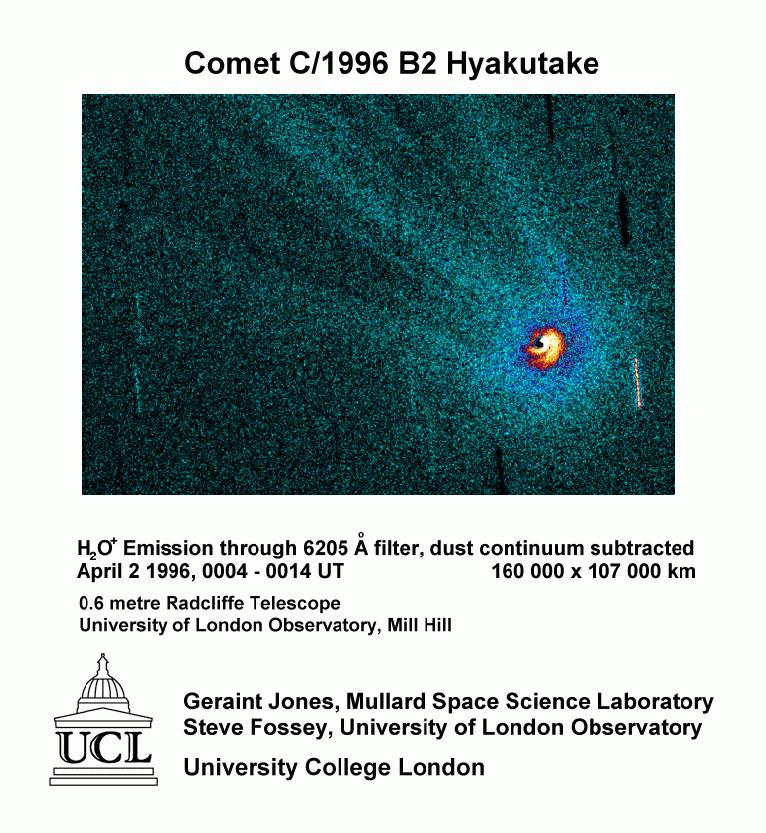 Comet C/1996 B2 Hyakutake
H₂O⁺ Emission through 6205 Å filter, dust continuum subtracted
April 2 1996, 0004 - 0014 UT 160 000 x 107 000 km
0.6 metre Radcliffe Telescope
University of London Observatory, Mill Hill
UCL
Geraint Jones, Mullard Space Science Laboratory
Steve Fossey, University of London Observatory
University College London